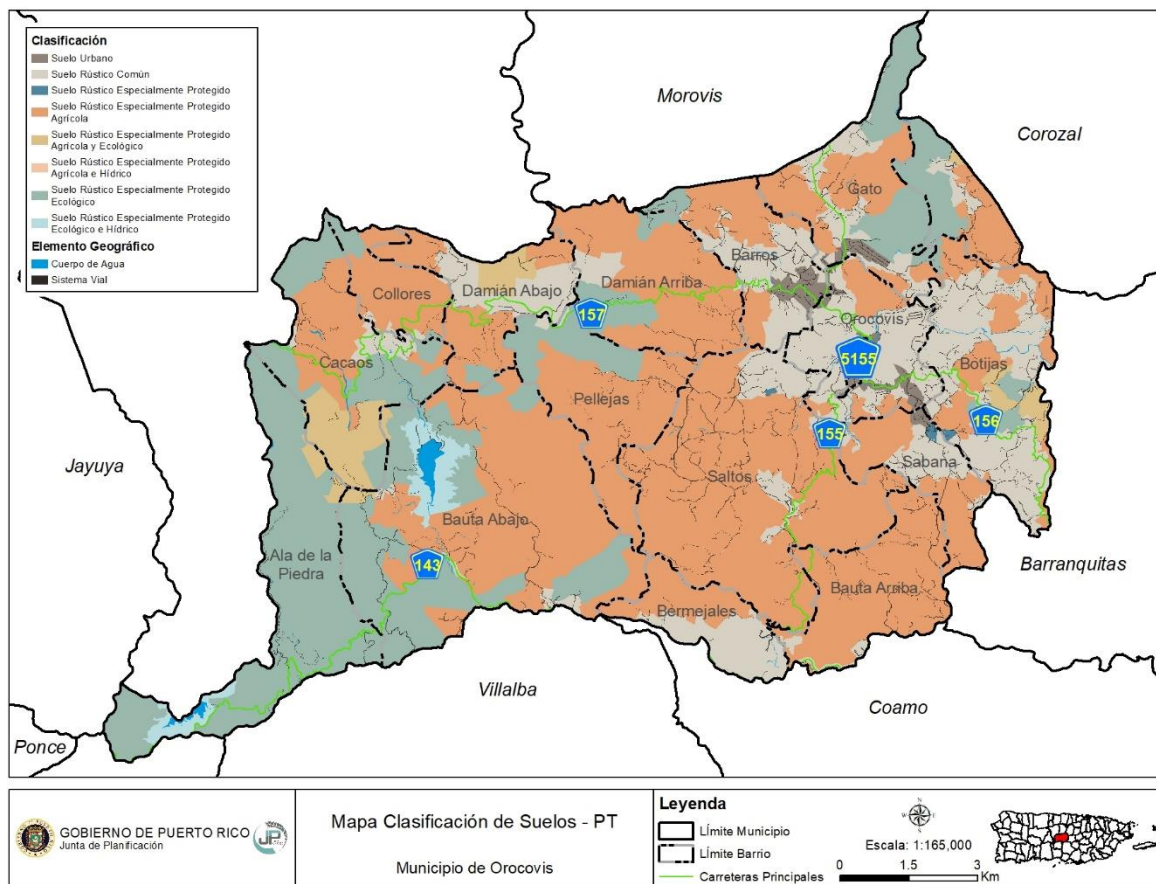 Clasificación
Suelo Urbano
Suelo Rústico Común
Suelo Rústico Especialmente Protegido
Suelo Rústico Especialmente Protegido
Agrícola
Suelo Rústico Especialmente Protegido
Agrícola y Ecológico
Suelo Rústico Especialmente Protegido
Agrícola e Hídrico
Suelo Rústico Especialmente Protegido
Ecológico
Suelo Rústico Especialmente Protegido
Ecológico e Hídrico
Elemento Geográfico
Cuerpo de Agua
Sistema Vial
Morovis
Corozal
Gato
Barros
Damián Arriba
Damián Abajo
Collores
157
Orocovis
5155
Cacaos
Botijas
Pellejas
156
155
Jayuya
Sabana
Saltos
Bauta Abajo
Ala de la
Piedra
143
Barranquitas
Bauta Arriba
Bermejales
Villalba
Coamo
Ponce
GOBIERNO DE PUERTO RICO
Junta de Planificación
JP
Mapa Clasificación de Suelos - PT
Municipio de Orocovis
Leyenda
Límite Municipio
Límite Barrio
Carreteras Principales
N
Escala: 1:165,000
0 1.5 3
Km